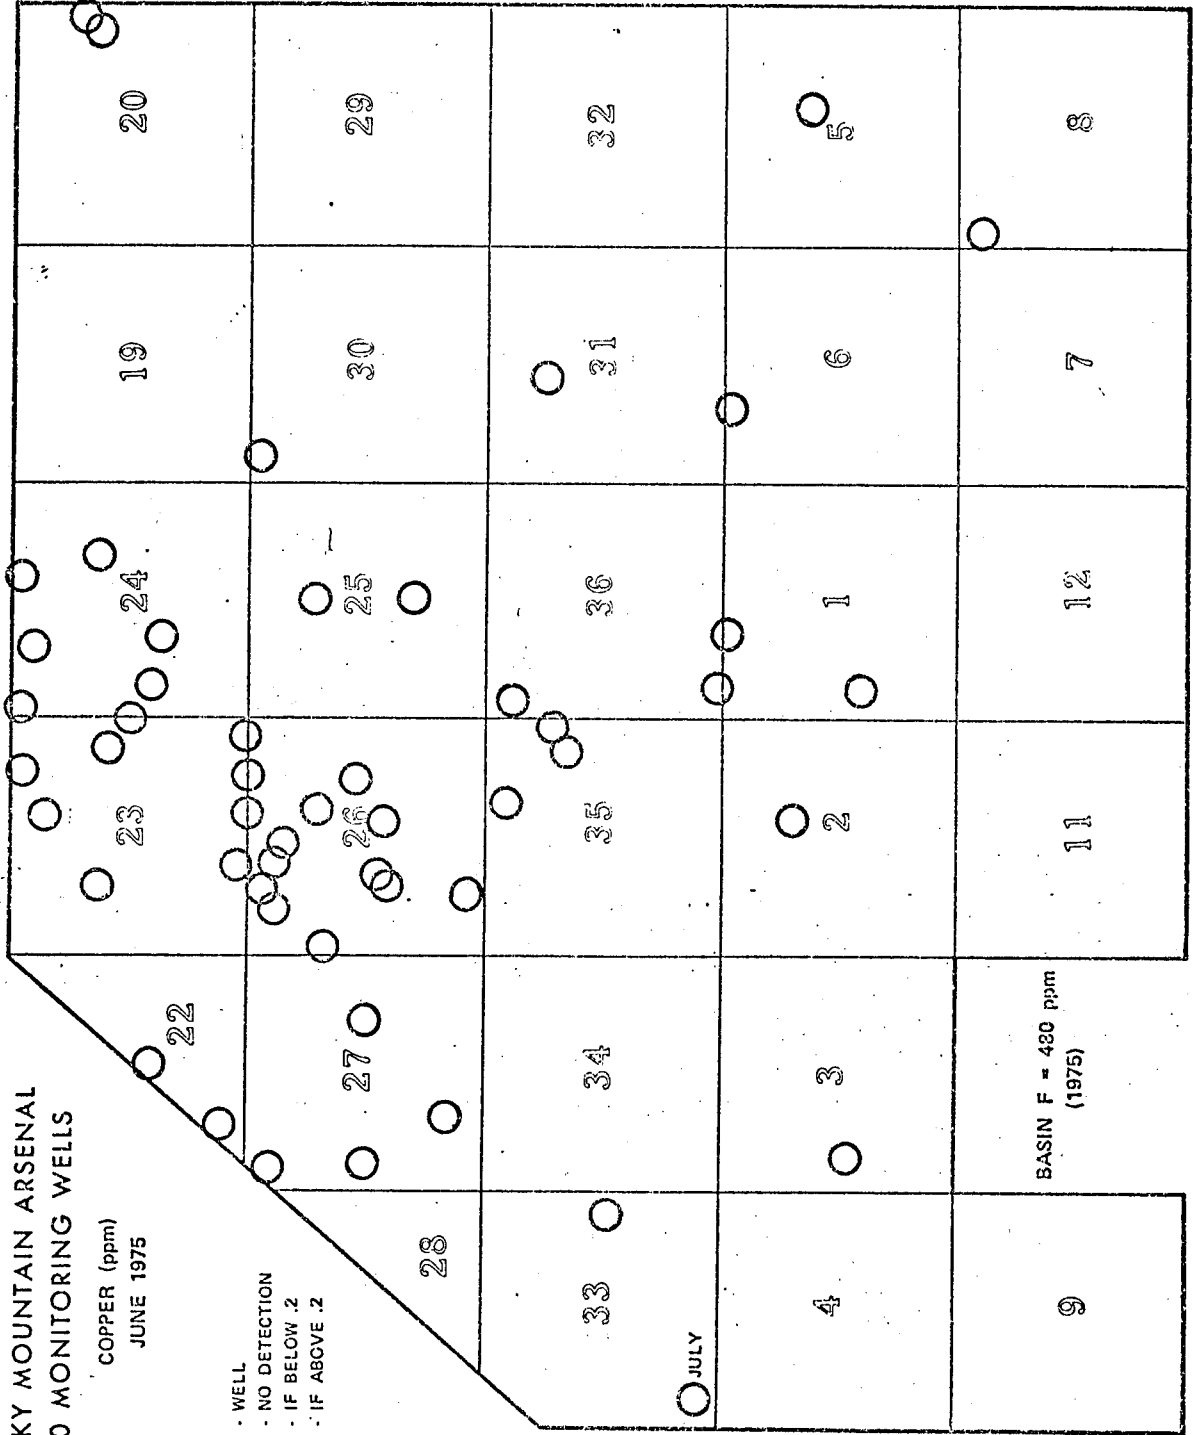 KY MOUNTAIN ARSENAL
MONITORING WELLS
COPPER (ppm)
JUNE 1975
- WELL
- NO DETECTION
- IF BELOW .2
- IF ABOVE .2
22
23
24
19
20
28
27
26
25
30
29
33
34
35
36
31
32
JULY
4
3
2
1
6
5
9
BASIN F = 480 ppm
(1975)
11
12
7
8